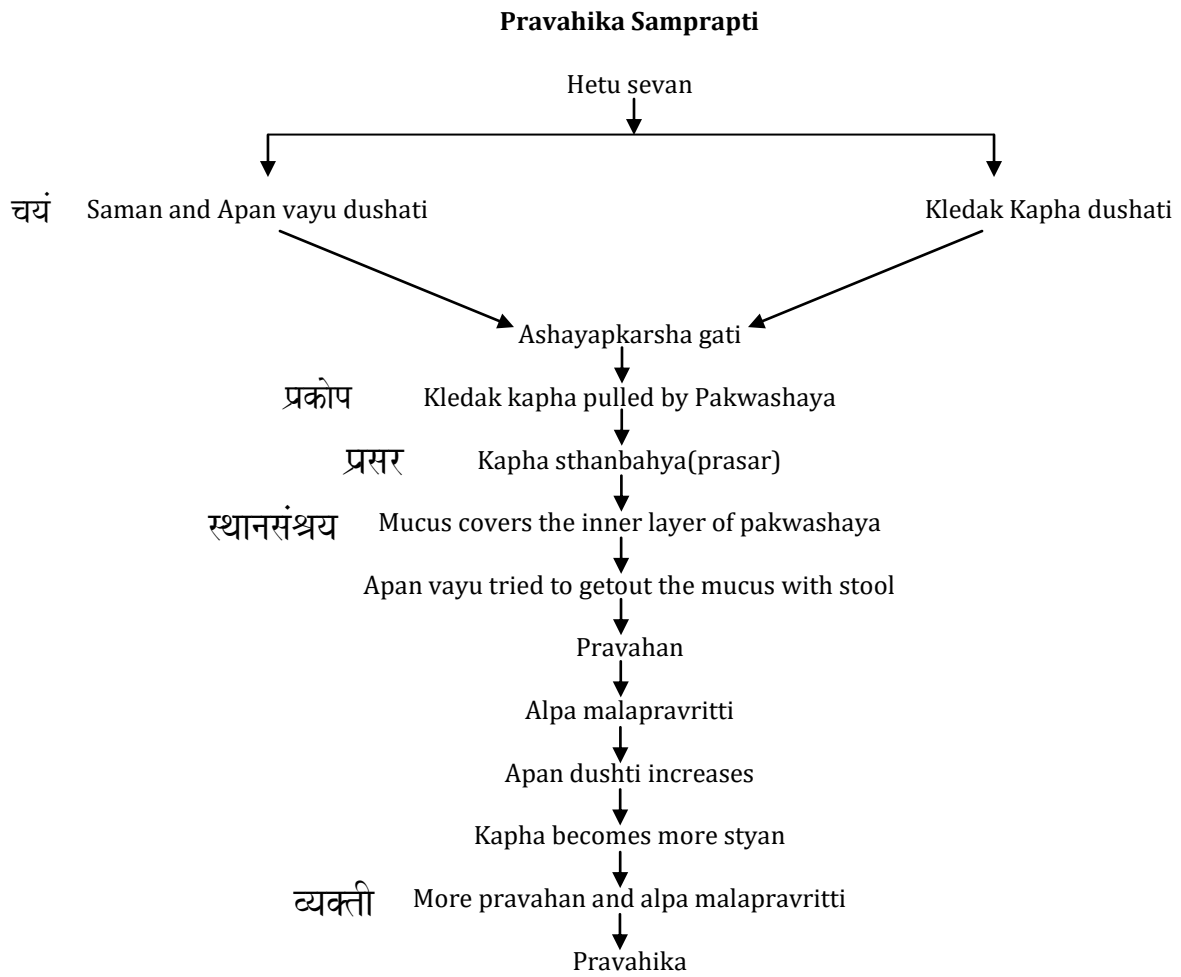 Pravahika Samprapti
Hetu sevan
चयं Saman and Apan vayu dushati Kledak Kapha dushati
Ashayapkarsha gati
प्रकोप Kledak kapha pulled by Pakwashaya
प्रसर Kapha sthanbahya(prasar)
स्थानसंश्रय Mucus covers the inner layer of pakwashaya
Apan vayu tried to getout the mucus with stool
Pravahan
Alpa malapravritti
Apan dushti increases
Kapha becomes more styan
व्यक्ती More pravahan and alpa malapravritti
Pravahika